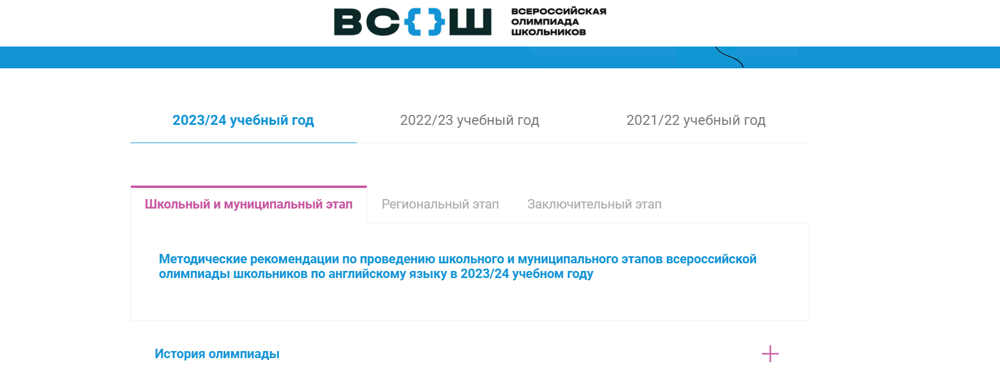 ВС{}Ш
ВСЕРОССИЙСКАЯ
ОЛИМПИАДА
ШКОЛЬНИКОВ
2023/24 учебный год
2022/23 учебный год
2021/22 учебный год
Школьный и муниципальный этап
Региональный этап
Заключительный этап
Методические рекомендации по проведению школьного и муниципального этапов всероссийской
олимпиады школьников по английскому языку в 2023/24 учебном году
История олимпиады